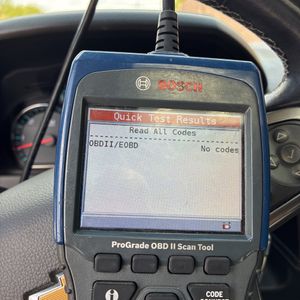 BOSCH
Quick Test Results
Read All Codes
OBDII/EOBD No codes
ProGrade OBD II Scan Tool
CODE